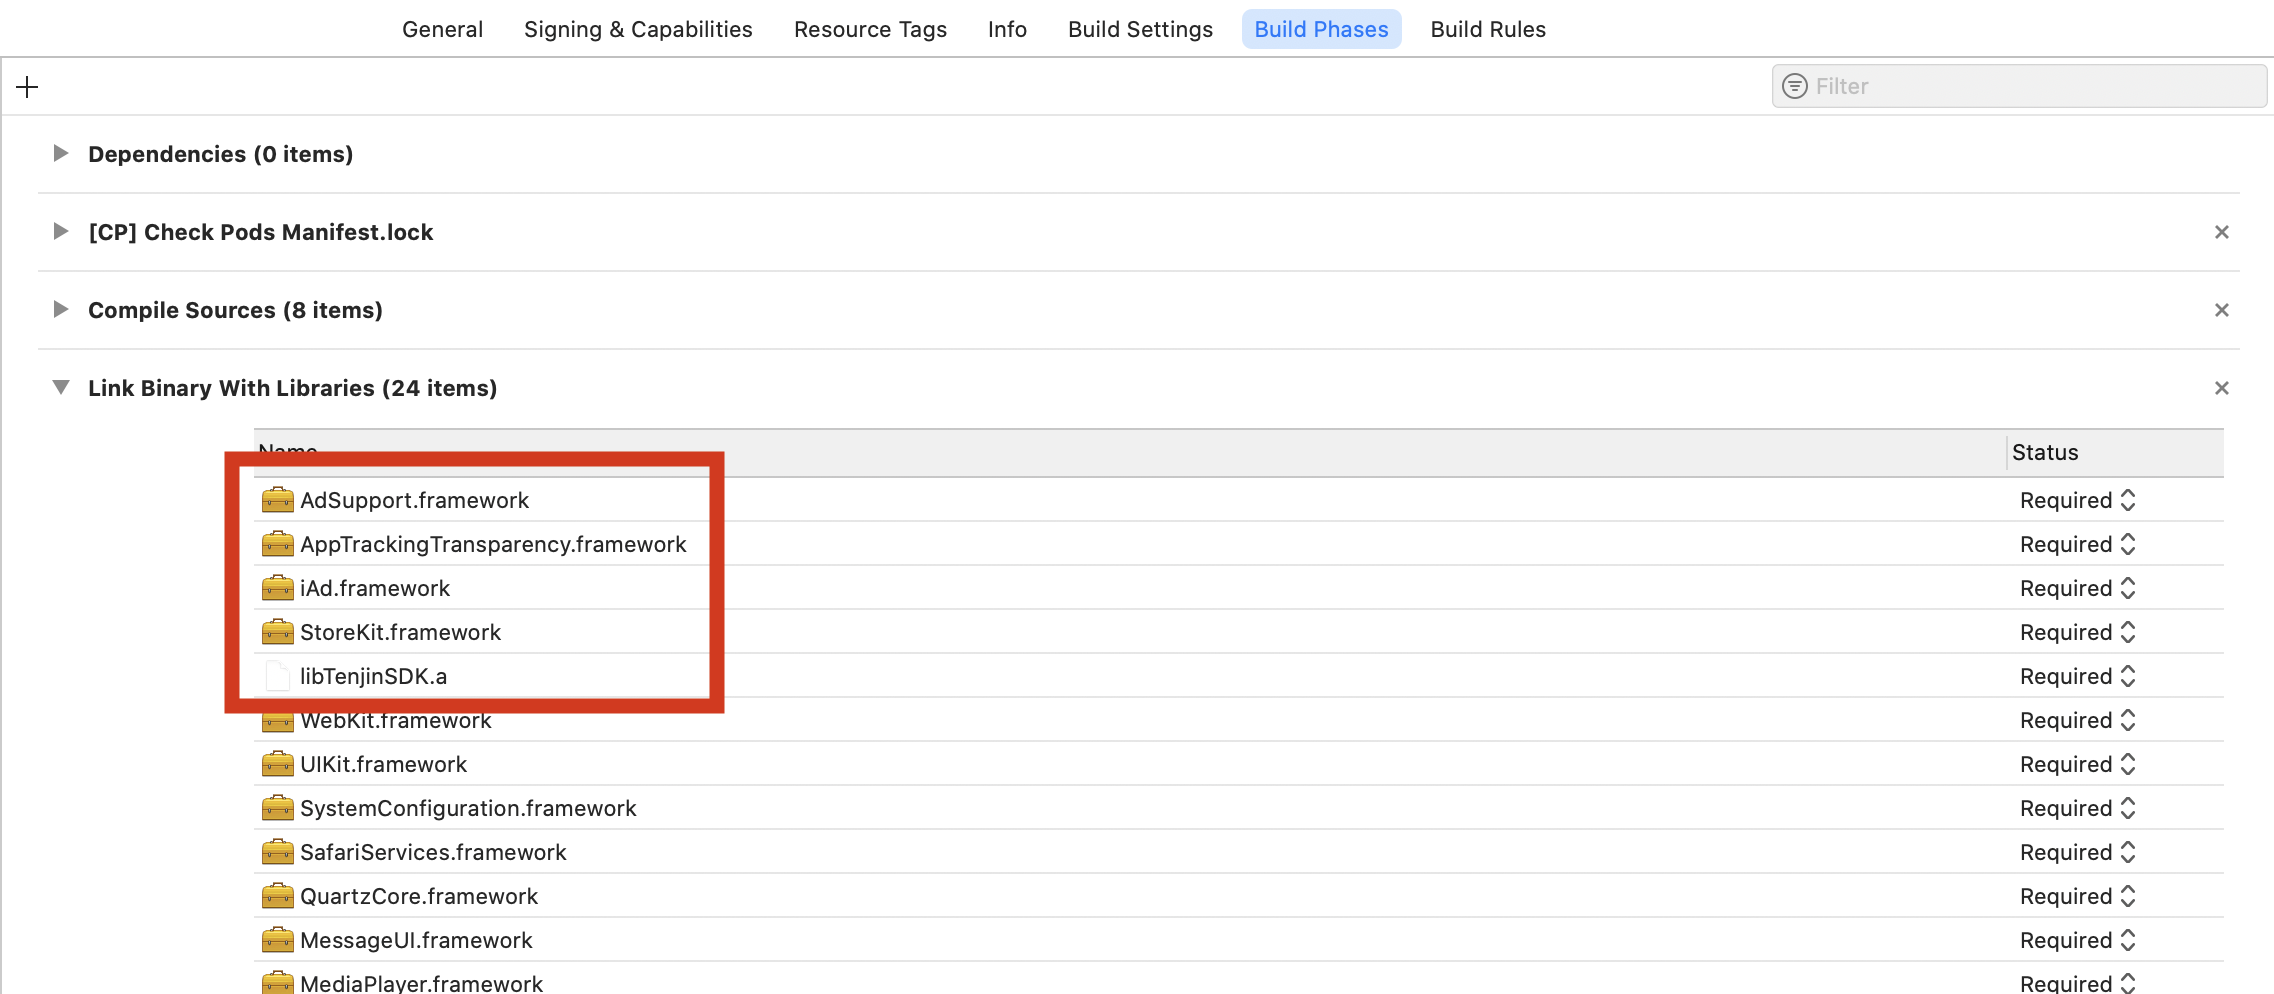 General Signing & Capabilities Resource Tags Info Build Settings Build Phases Build Rules
Filter
Dependencies (0 items)
[CP] Check Pods Manifest.lock
Compile Sources (8 items)
Link Binary With Libraries (24 items)
Name Status
AdSupport.framework Required
AppTrackingTransparency.framework Required
iAd.framework Required
StoreKit.framework Required
libTenjinSDK.a Required
WebKit.framework Required
UIKit.framework Required
SystemConfiguration.framework Required
SafariServices.framework Required
QuartzCore.framework Required
MessageUI.framework Required
MediaPlayer.framework Required